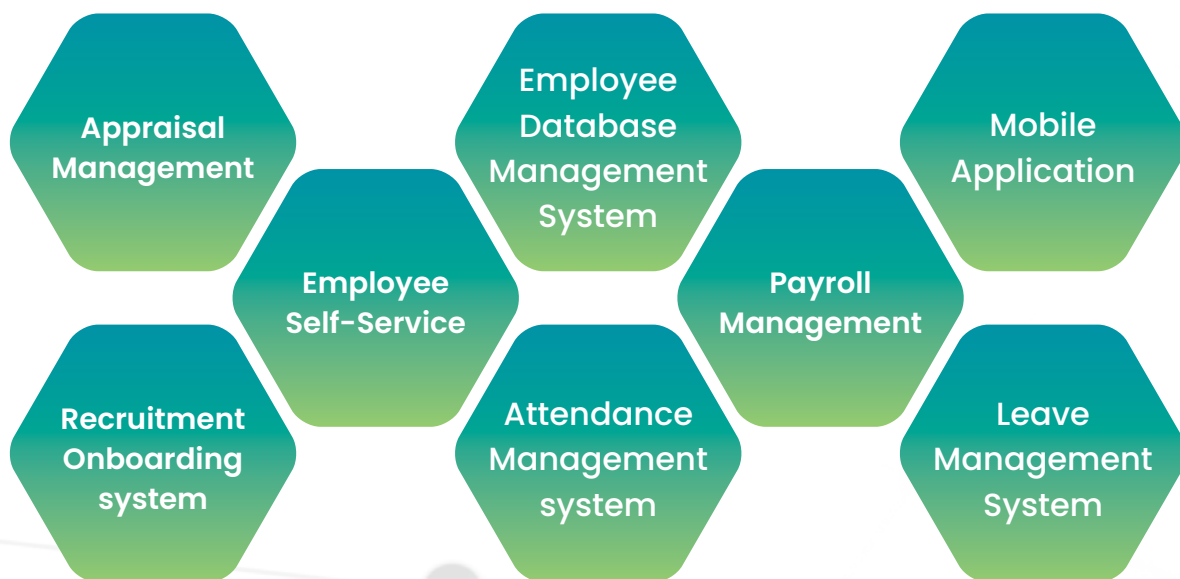 Appraisal
Management
Employee
Database
Management
System
Mobile
Application
Employee
Self-Service
Payroll
Management
Recruitment
Onboarding
system
Attendance
Management
system
Leave
Management
System